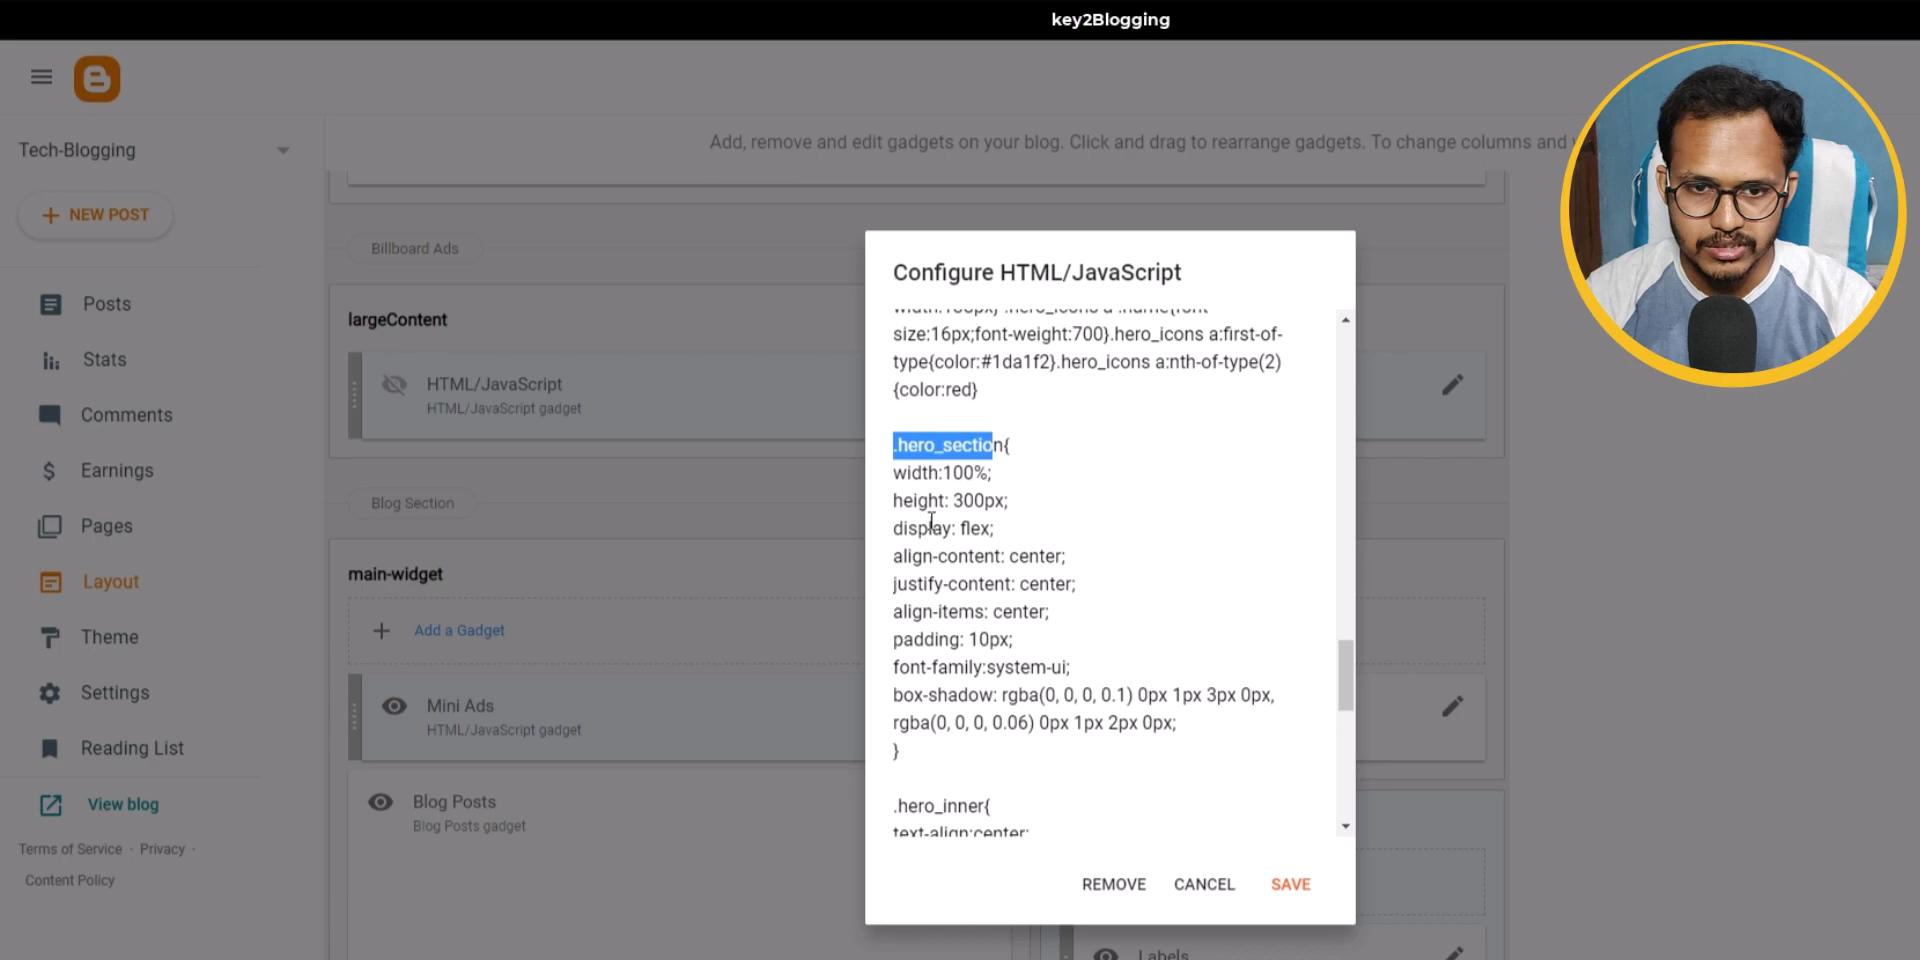 key2Blogging
Tech-Blogging
NEW POST
Posts
Stats
Comments
Earnings
Pages
Layout
Theme
Settings
Reading List
View blog
Terms of Service · Privacy ·
Content Policy
Add, remove and edit gadgets on your blog. Click and drag to rearrange gadgets. To change columns and
Billboard Ads
largeContent
HTML/JavaScript
HTML/JavaScript gadget
Blog Section
main-widget
Add a Gadget
Mini Ads
HTML/JavaScript gadget
Blog Posts
Blog Posts gadget
Labels
Configure HTML/JavaScript
size:16px;font-weight:700}.hero_icons a:first-of-
type{color:#1da1f2}.hero_icons a:nth-of-type(2)
{color:red}
.hero_section{
width:100%;
height: 300px;
display: flex;
align-content: center;
justify-content: center;
align-items: center;
padding: 10px;
font-family:system-ui;
box-shadow: rgba(0, 0, 0, 0.1) 0px 1px 3px 0px,
rgba(0, 0, 0, 0.06) 0px 1px 2px 0px;
}
.hero_inner{
text-align:center;
REMOVE
CANCEL
SAVE